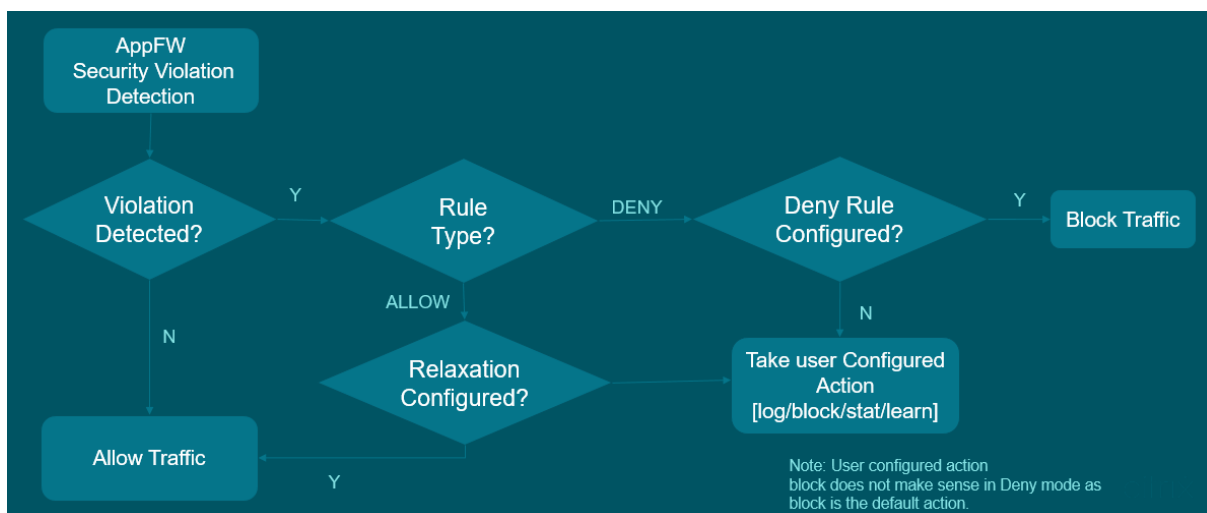 AppFW
Security Violation
Detection
Violation
Detected?
Y
Rule
Type?
DENY
Deny Rule
Configured?
Y
Block Traffic
ALLOW
N
N
Relaxation
Configured?
Take user Configured
Action
[log/block/stat/learn]
Allow Traffic
Y
Note: User configured action
block does not make sense in Deny mode as
block is the default action.